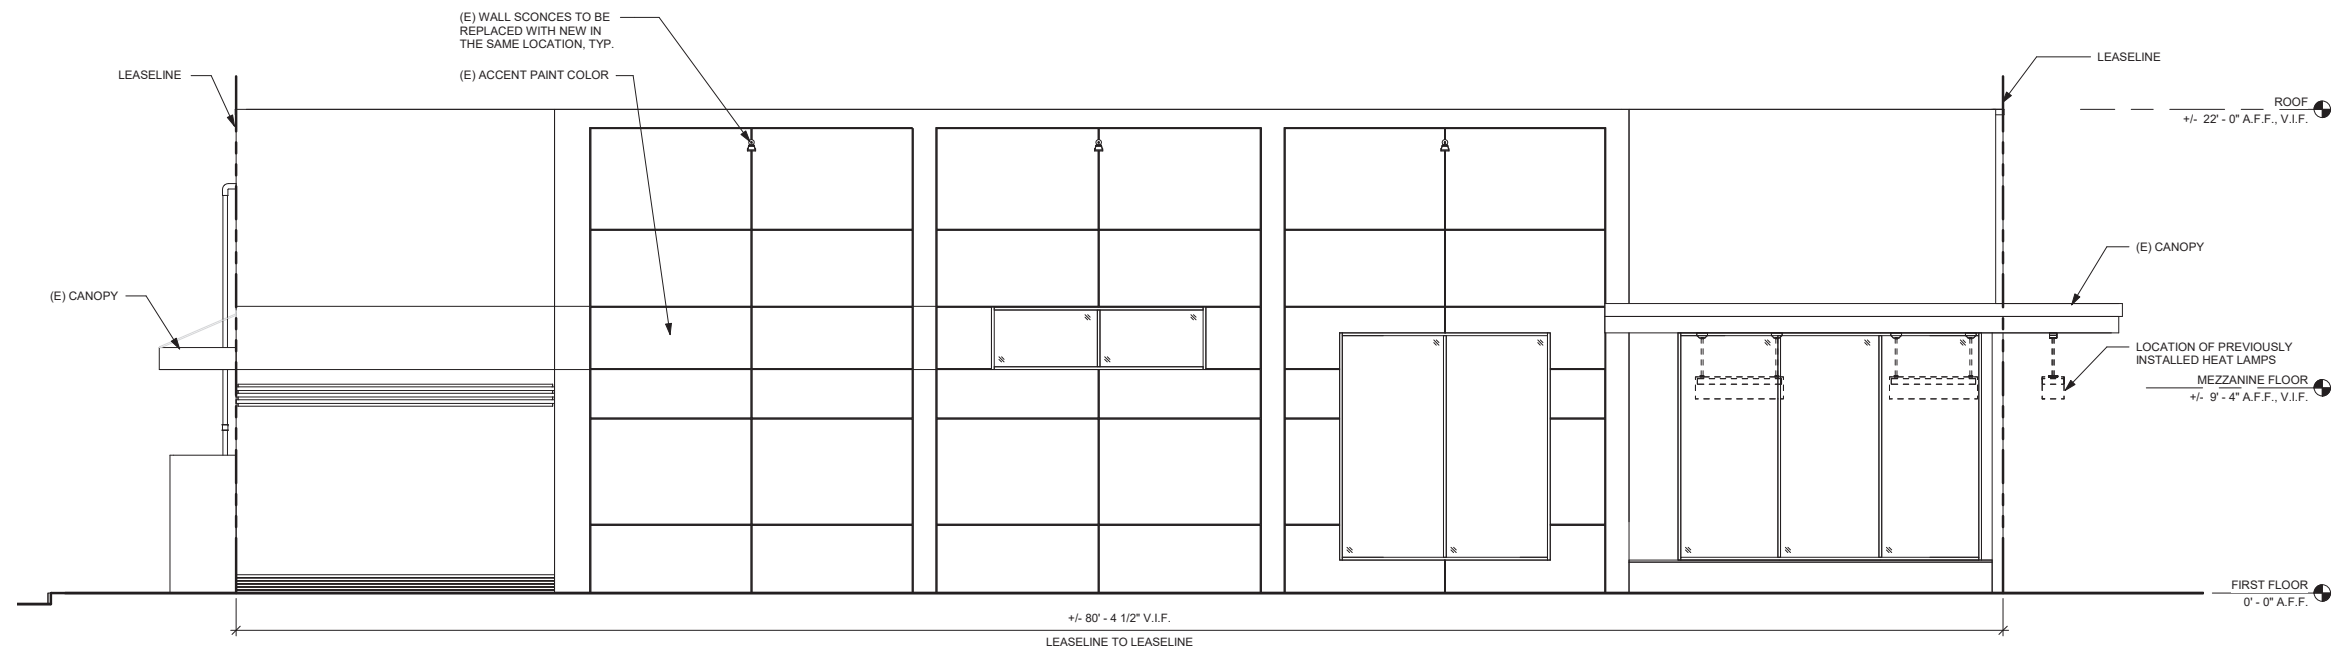 (E) WALL SCONCES TO BE
REPLACED WITH NEW IN
THE SAME LOCATION, TYP.
LEASELINE
(E) ACCENT PAINT COLOR
LEASELINE
ROOF
+/- 22' - 0" A.F.F., V.I.F.
(E) CANOPY
(E) CANOPY
LOCATION OF PREVIOUSLY
INSTALLED HEAT LAMPS
MEZZANINE FLOOR
+/- 9' - 4" A.F.F., V.I.F.
FIRST FLOOR
0' - 0" A.F.F.
+/- 80' - 4 1/2" V.I.F.
LEASELINE TO LEASELINE